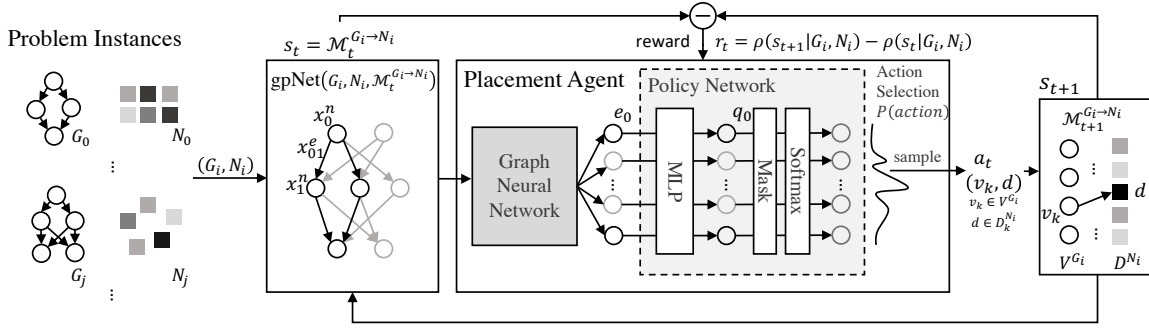 Problem Instances
G_0
N_0
⋮
G_j
N_j
⋮
(G_i, N_i)
s_t = ℳ_t^{G_i→N_i}
gpNet(G_i, N_i, ℳ_t^{G_i→N_i})
x_0^n
x_{01}^e
x_1^n
−
reward r_t = ρ(s_{t+1}|G_i, N_i) − ρ(s_t|G_i, N_i)
Placement Agent
Graph
Neural
Network
e_0
⋮
Policy Network
MLP
q_0
⋮
Mask
Softmax
⋮
Action
Selection
P(action)
sample
a_t
(v_k, d)
v_k ∈ V^{G_i}
d ∈ D_k^{N_i}
s_{t+1}
ℳ_{t+1}^{G_i→N_i}
⋮
d
v_k
⋮
V^{G_i}
D^{N_i}